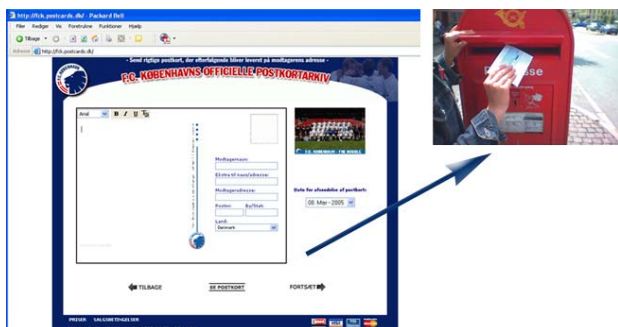 http://fck.postcards.dk/ - Packard Bell
Filer Rediger Vis Foretrukne Funktioner Hjælp
Tilbage
Adresse http://fck.postcards.dk/
- Send rigtige postkort, der efterfølgende bliver leveret på modtagerens adresse -
F.C. KØBENHAVNS OFFICIELLE POSTKORTARKIV
Arial B I U
Modtagernavn:
Ekstra til navn/adresse:
Modtageradresse:
Postnr: By/Stat:
Land:
Danmark
F.C. KØBENHAVN
Dato for afsendelse af postkort:
08. Mar - 2005
TILBAGE SE POSTKORT FORTSÆT
PRISER SALGSBETINGELSER
VISA